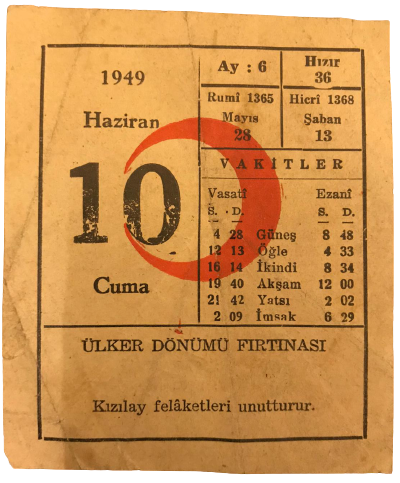 1949
Haziran
10
Cuma
Ay : 6
Hızır
36
Rumî 1365
Mayıs
28
Hicrî 1368
Şaban
13
VAKİTLER
Vasatî Ezanî
S. D. S. D.
4 28 Güneş 8 48
12 13 Öğle 4 33
16 14 İkindi 8 34
19 40 Akşam 12 00
21 42 Yatsı 2 02
2 09 İmsak 6 29
ÜLKER DÖNÜMÜ FIRTINASI
Kızılay felâketleri unutturur.